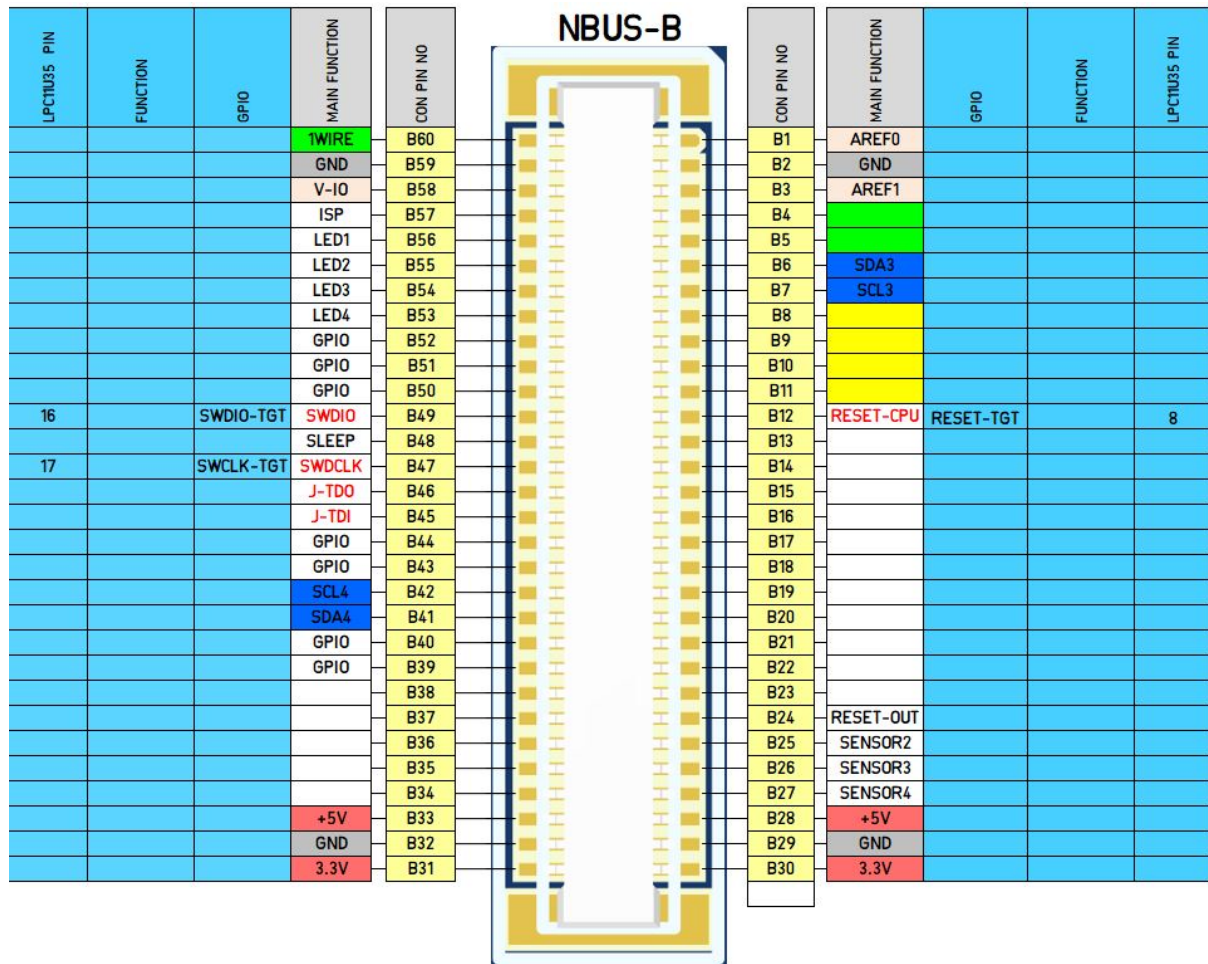 NBUS-B
LPC11U35 PIN FUNCTION GPIO MAIN FUNCTION CON PIN NO CON PIN NO MAIN FUNCTION GPIO FUNCTION LPC11U35 PIN
1WIRE B60 B1 AREF0
GND B59 B2 GND
V-IO B58 B3 AREF1
ISP B57 B4
LED1 B56 B5
LED2 B55 B6 SDA3
LED3 B54 B7 SCL3
LED4 B53 B8
GPIO B52 B9
GPIO B51 B10
GPIO B50 B11
16 SWDIO-TGT SWDIO B49 B12 RESET-CPU RESET-TGT 8
SLEEP B48 B13
17 SWCLK-TGT SWDCLK B47 B14
J-TDO B46 B15
J-TDI B45 B16
GPIO B44 B17
GPIO B43 B18
SCL4 B42 B19
SDA4 B41 B20
GPIO B40 B21
GPIO B39 B22
B38 B23
B37 B24 RESET-OUT
B36 B25 SENSOR2
B35 B26 SENSOR3
B34 B27 SENSOR4
+5V B33 B28 +5V
GND B32 B29 GND
3.3V B31 B30 3.3V